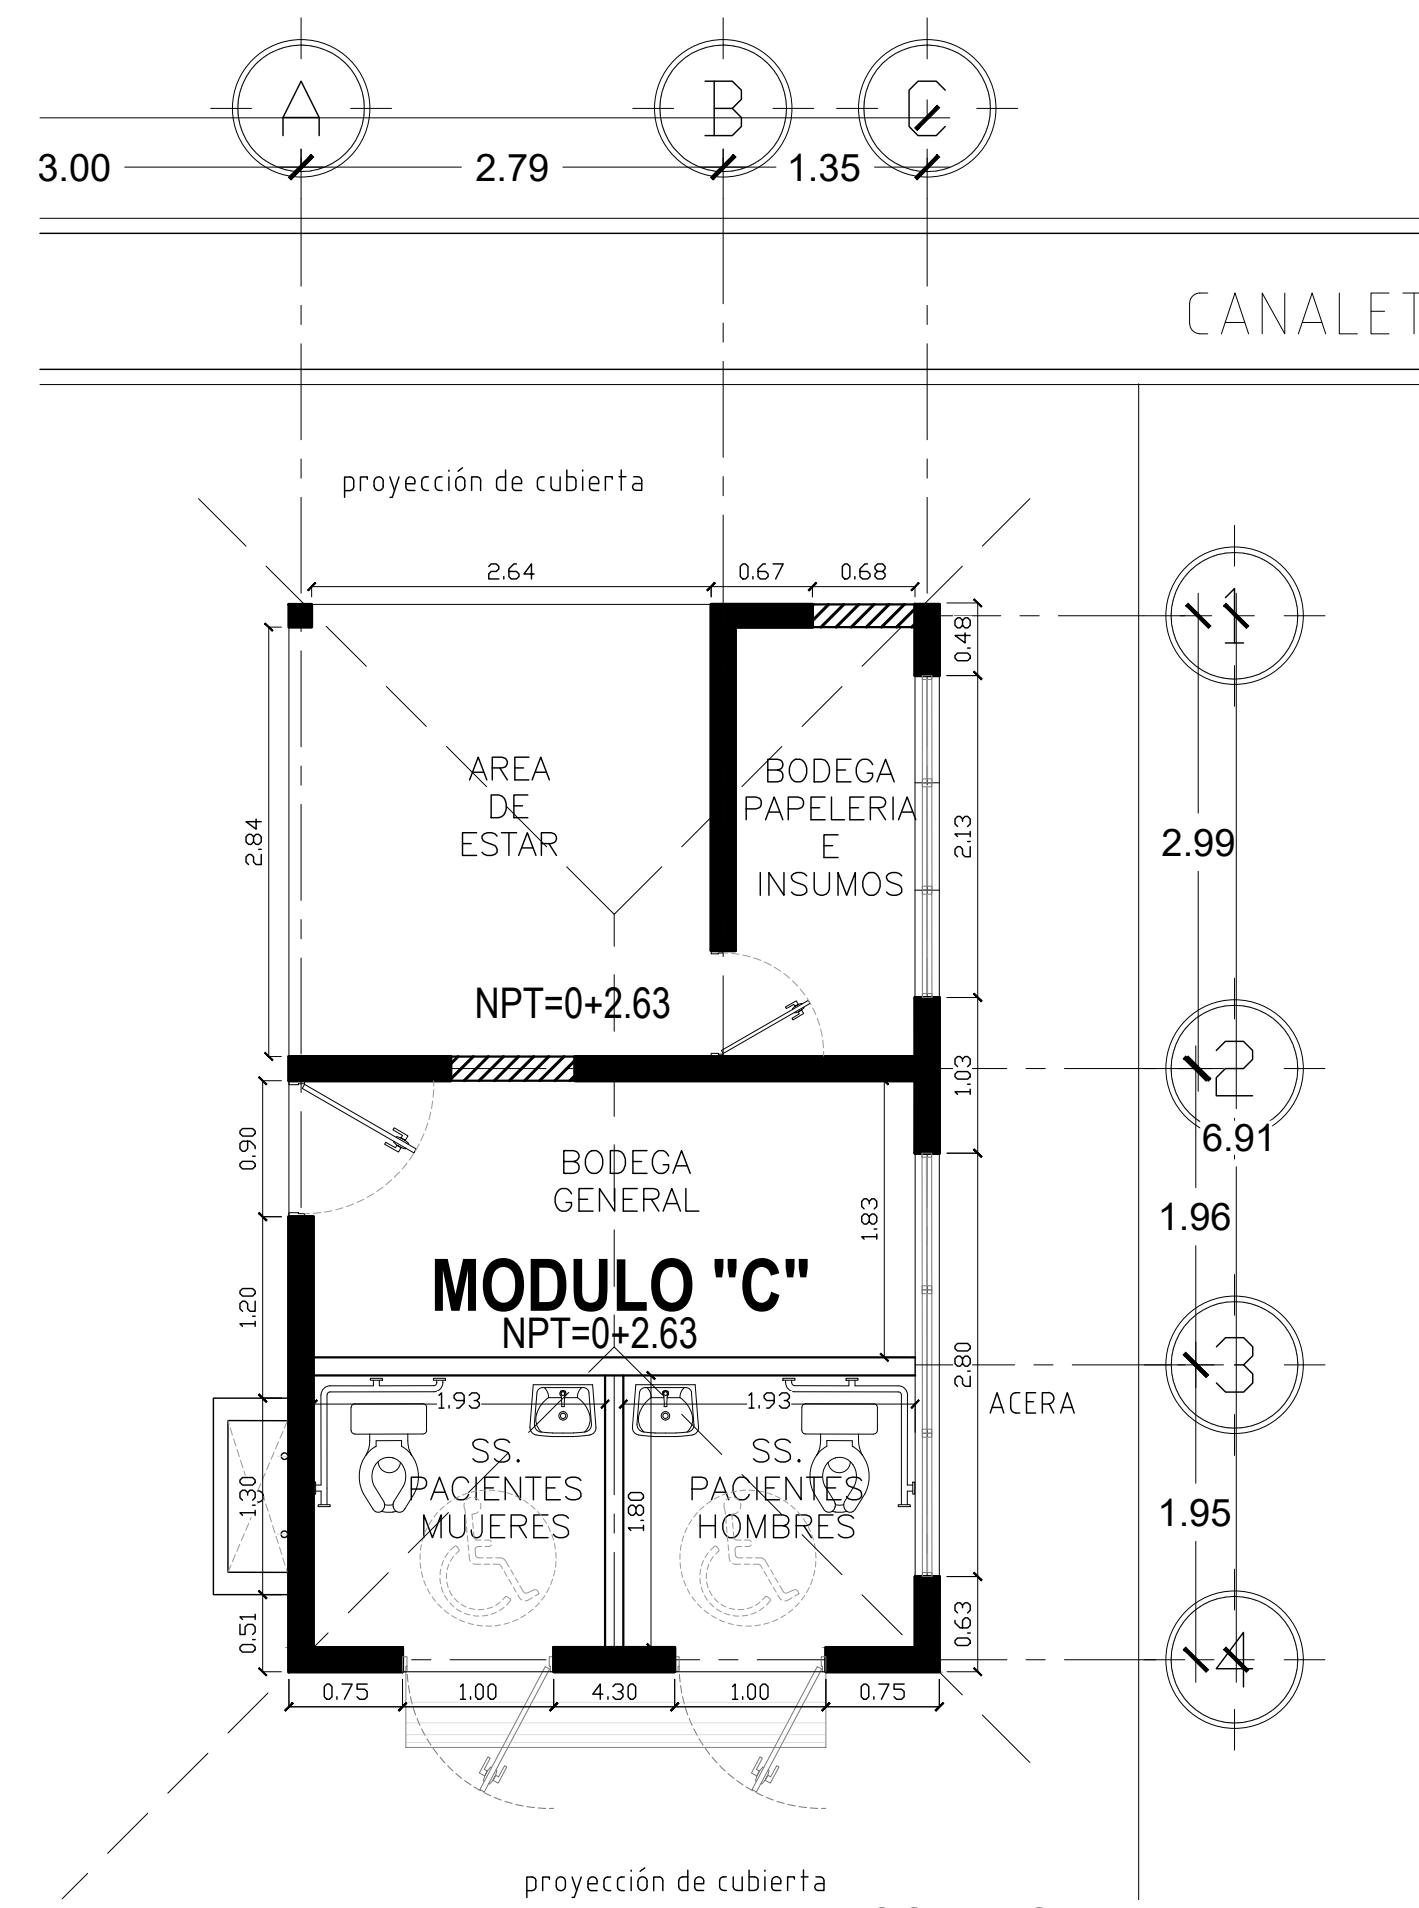 A B C
3.00 2.79 1.35
CANALET
proyección de cubierta
2.64 0.67 0.68
1
0.48
AREA
DE
ESTAR
BODEGA
PAPELERIA
E
INSUMOS
2.84
2.13
2.99
NPT=0+2.63
2
1.03
6.91
0.90
BODEGA
GENERAL
1.83
1.96
1.20
MODULO "C"
NPT=0+2.63
2.80
3
ACERA
1.93 1.93
SS.
PACIENTES
MUJERES
SS.
PACIENTES
HOMBRES
1.30
1.80
1.95
0.51
0.63
4
0.75 1.00 4.30 1.00 0.75
proyección de cubierta